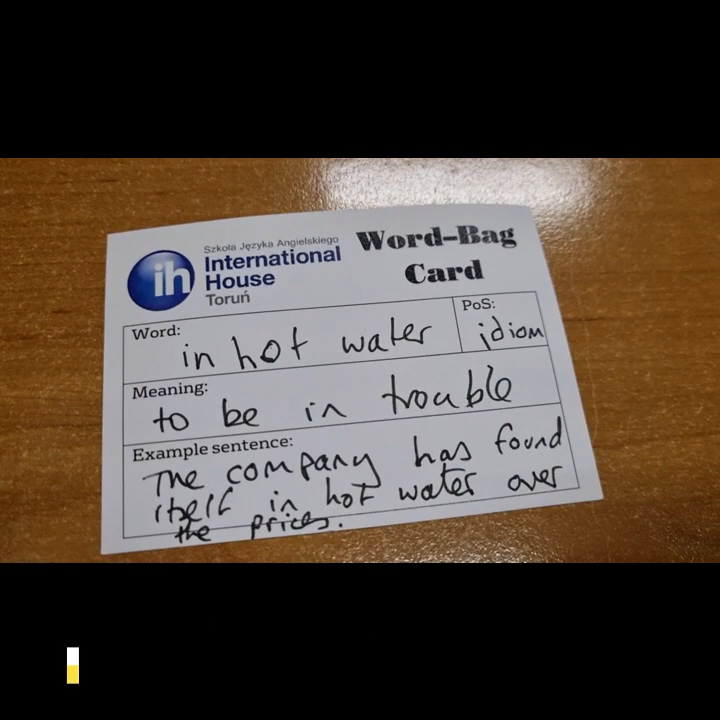 Szkoła Języka Angielskiego
ih
International
House
Toruń
Word-Bag
Card
Word:
in hot water
PoS:
idiom
Meaning:
to be in trouble
Example sentence:
The company has found
itself in hot water over
the prices.